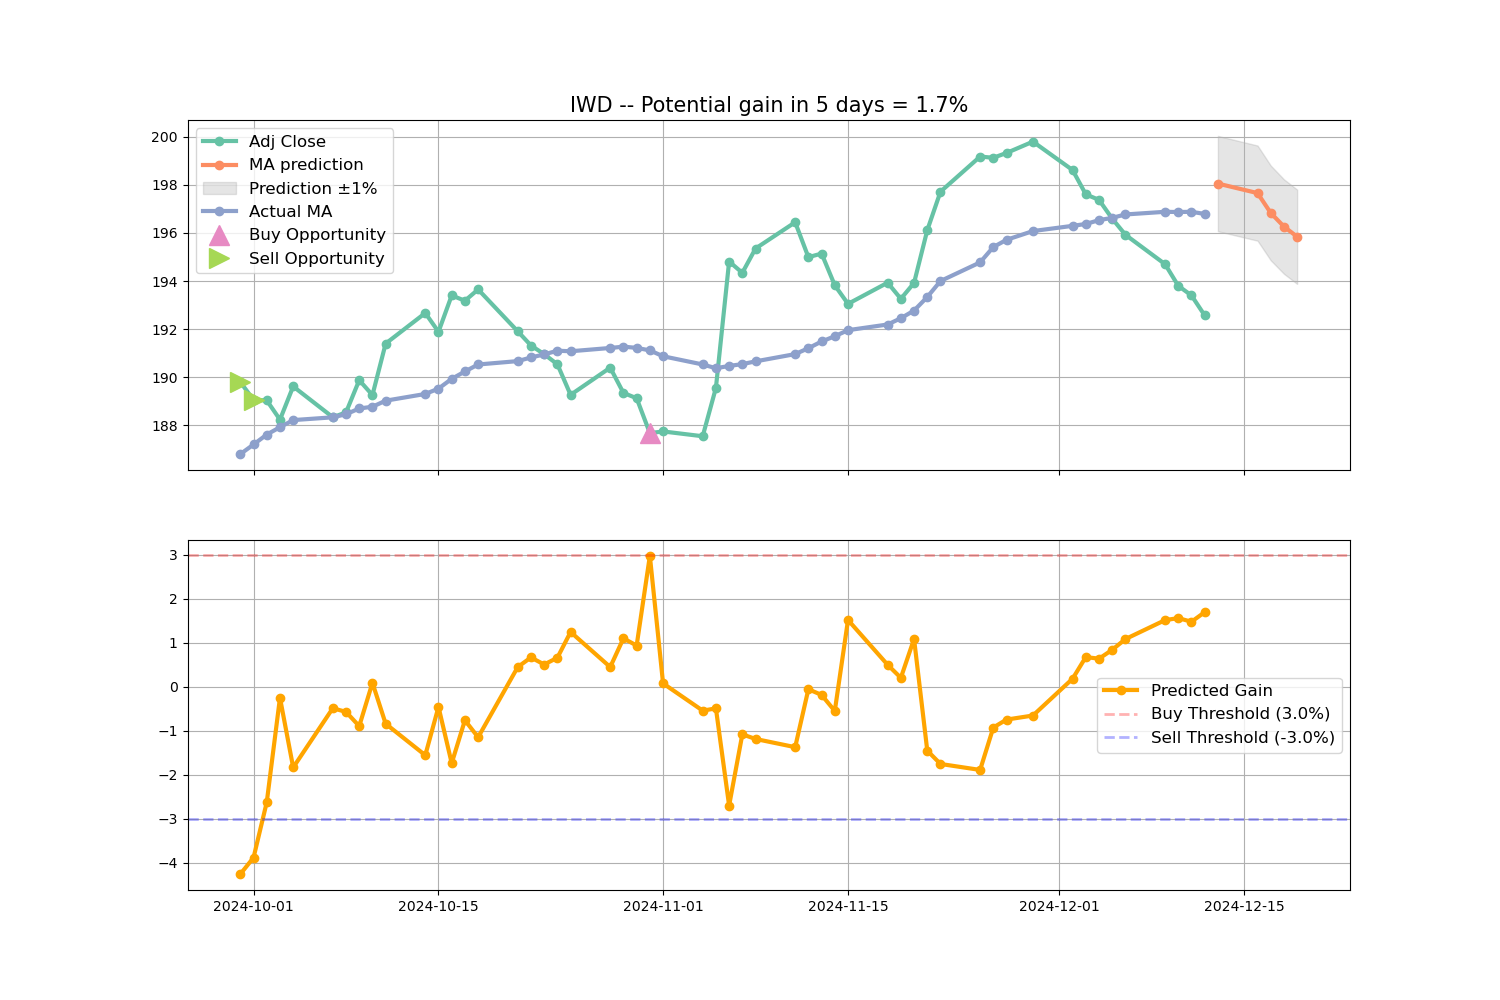 IWD -- Potential gain in 5 days = 1.7%
200
198
196
194
192
190
188
Adj Close
MA prediction
Prediction ±1%
Actual MA
Buy Opportunity
Sell Opportunity
3
2
1
0
−1
−2
−3
−4
Predicted Gain
Buy Threshold (3.0%)
Sell Threshold (-3.0%)
2024-10-01
2024-10-15
2024-11-01
2024-11-15
2024-12-01
2024-12-15